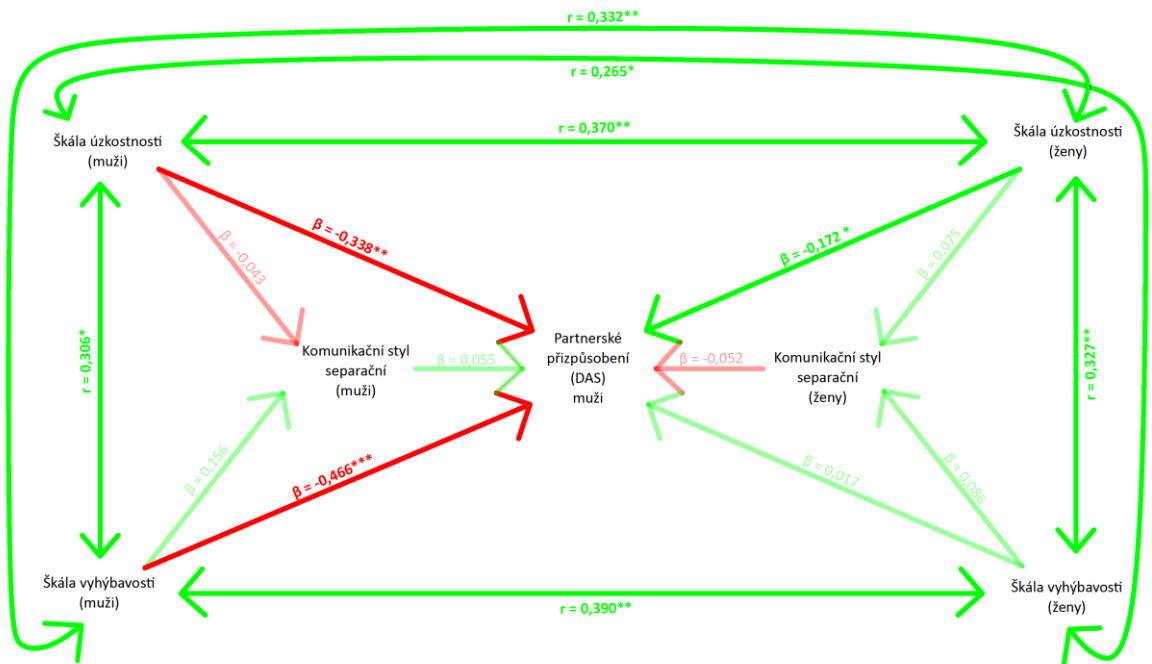 r = 0,332**
r = 0,265*
Škála úzkostnosti
(muži)
r = 0,370**
Škála úzkostnosti
(ženy)
β = -0,338**
β = -0,172 *
β = -0,043
β = 0,075
r = 0,306*
Komunikační styl
separační
(muži)
β = 0,055
Partnerské
přizpůsobení
(DAS)
muži
β = -0,052
Komunikační styl
separační
(ženy)
r = 0,327**
β = 0,156
β = -0,466***
β = 0,017
β = 0,086
Škála vyhýbavosti
(muži)
r = 0,390**
Škála vyhýbavosti
(ženy)